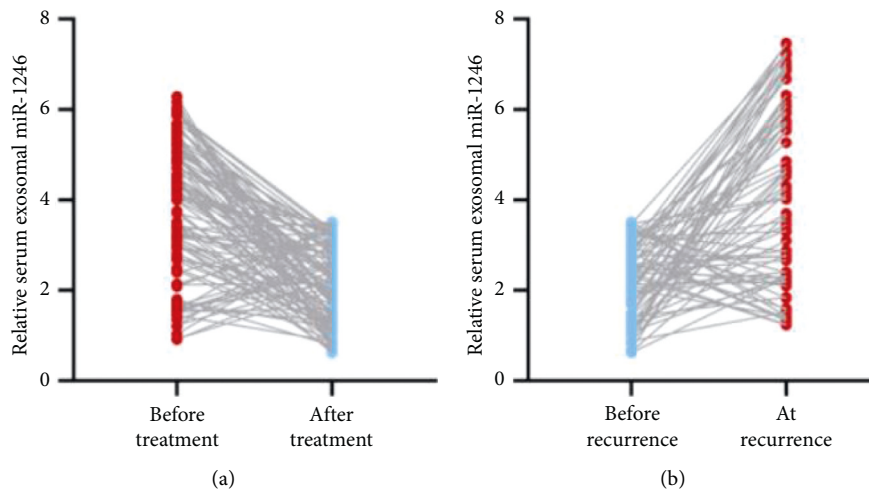 Relative serum exosomal miR-1246
8
6
4
2
0
Before
treatment
After
treatment
(a)
Relative serum exosomal miR-1246
8
6
4
2
0
Before
recurrence
At
recurrence
(b)